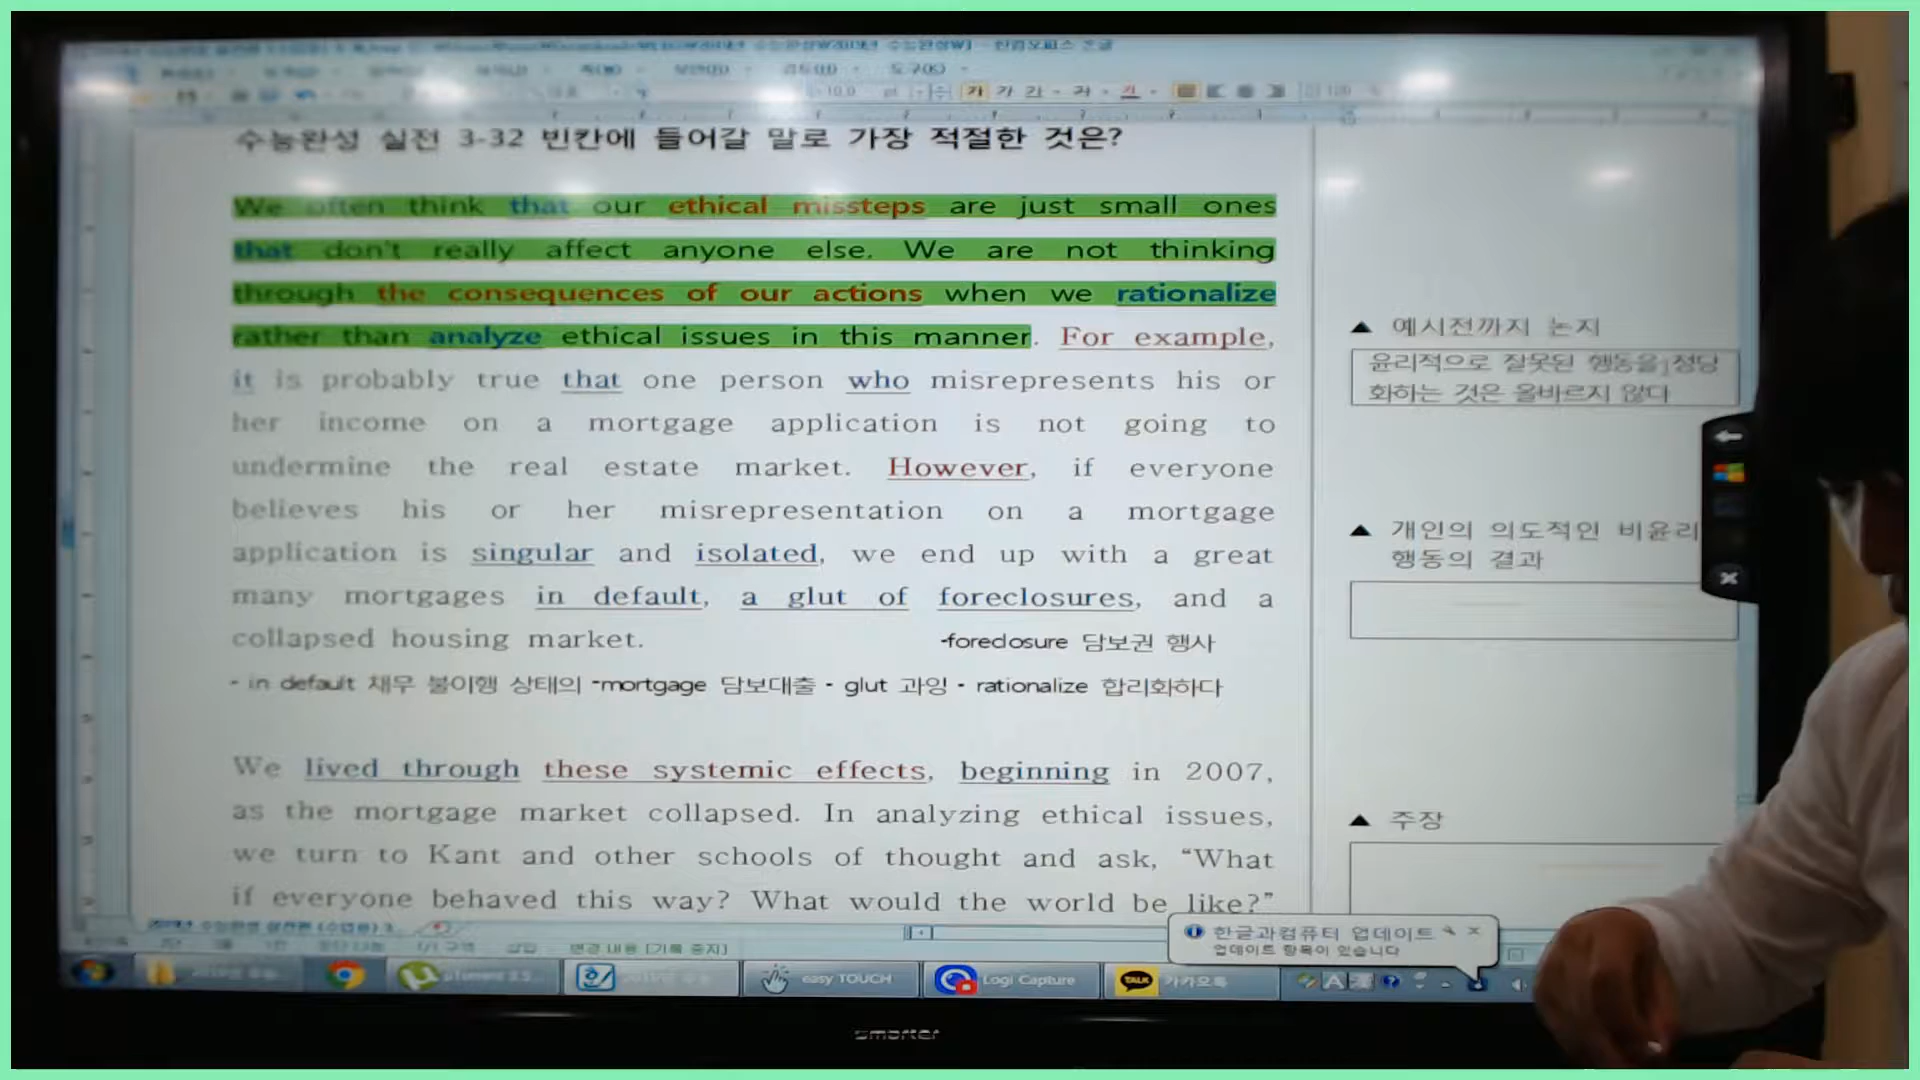 수능완성 실전 3-32 빈칸에 들어갈 말로 가장 적절한 것은?
We often think that our ethical missteps are just small ones
that don't really affect anyone else. We are not thinking
through the consequences of our actions when we rationalize
rather than analyze ethical issues in this manner. For example,
it is probably true that one person who misrepresents his or
her income on a mortgage application is not going to
undermine the real estate market. However, if everyone
believes his or her misrepresentation on a mortgage
application is singular and isolated, we end up with a great
many mortgages in default, a glut of foreclosures, and a
collapsed housing market.
-foreclosure 담보권 행사
- in default 채무 불이행 상태의 -mortgage 담보대출 - glut 과잉 - rationalize 합리화하다
We lived through these systemic effects, beginning in 2007,
as the mortgage market collapsed. In analyzing ethical issues,
we turn to Kant and other schools of thought and ask, “What
if everyone behaved this way? What would the world be like?”
▲ 예시전까지 논지
윤리적으로 잘못된 행동을 정당
화하는 것은 올바르지 않다
▲ 개인의 의도적인 비윤리
행동의 결과
▲ 주장
한글과컴퓨터 업데이트
업데이트 항목이 있습니다
easy TOUCH
Logi Capture
TALK 카카오톡
smarter